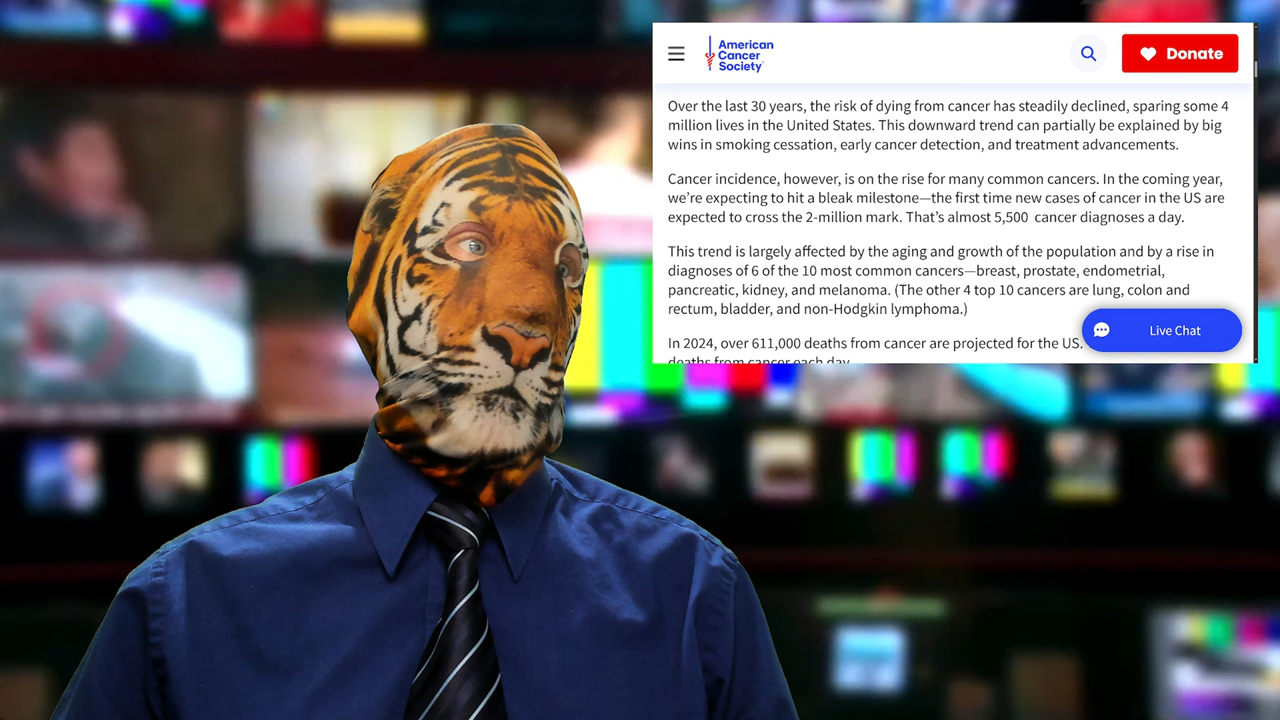 American
Cancer
Society
Donate
Over the last 30 years, the risk of dying from cancer has steadily declined, sparing some 4
million lives in the United States. This downward trend can partially be explained by big
wins in smoking cessation, early cancer detection, and treatment advancements.
Cancer incidence, however, is on the rise for many common cancers. In the coming year,
we're expecting to hit a bleak milestone—the first time new cases of cancer in the US are
expected to cross the 2-million mark. That's almost 5,500 cancer diagnoses a day.
This trend is largely affected by the aging and growth of the population and by a rise in
diagnoses of 6 of the 10 most common cancers—breast, prostate, endometrial,
pancreatic, kidney, and melanoma. (The other 4 top 10 cancers are lung, colon and
rectum, bladder, and non-Hodgkin lymphoma.)
Live Chat
In 2024, over 611,000 deaths from cancer are projected for the US.
deaths from cancer each day